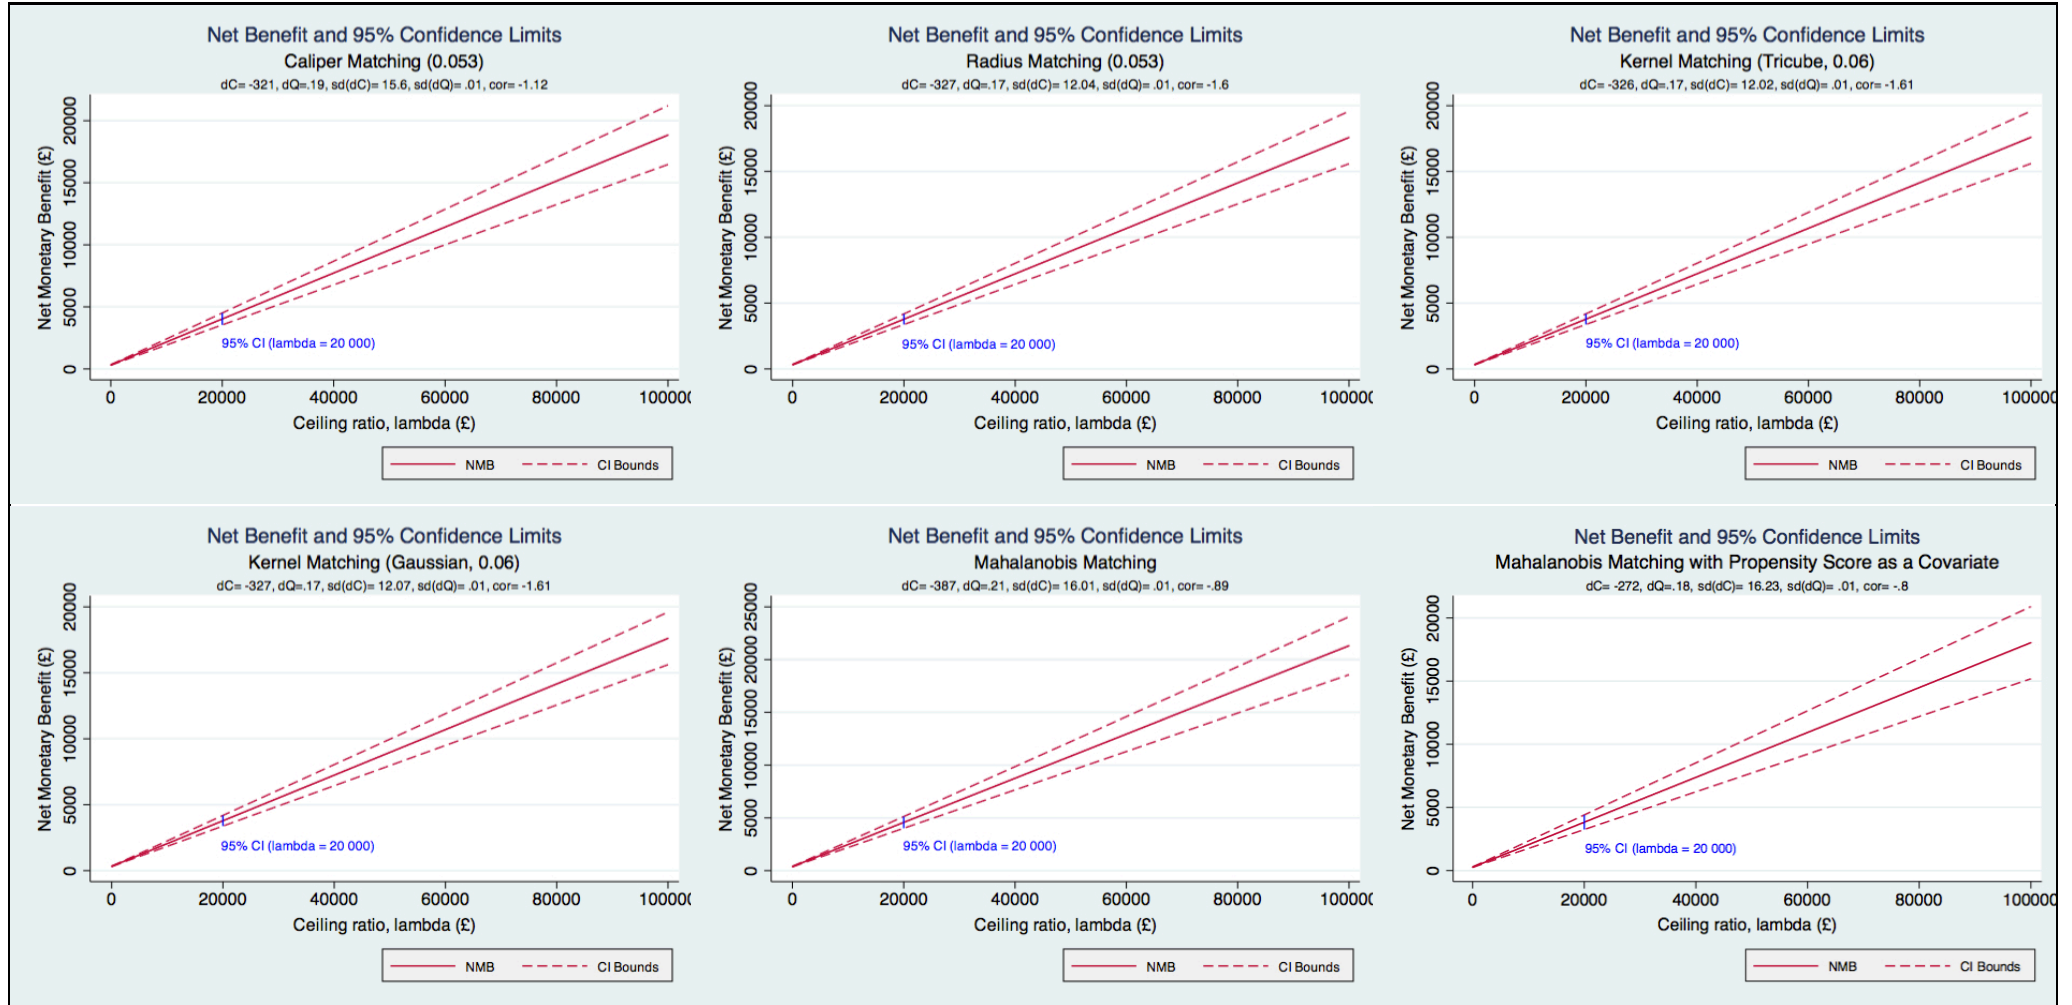 Net Benefit and 95% Confidence Limits
Caliper Matching (0.053)
dC= -321, dQ=.19, sd(dC)= 15.6, sd(dQ)= .01, cor= -1.12
Net Monetary Benefit (£)
20000
15000
10000
5000
0
95% CI (lambda = 20 000)
0 20000 40000 60000 80000 100000
Ceiling ratio, lambda (£)
NMB CI Bounds
Net Benefit and 95% Confidence Limits
Radius Matching (0.053)
dC= -327, dQ=.17, sd(dC)= 12.04, sd(dQ)= .01, cor= -1.6
Net Monetary Benefit (£)
20000
15000
10000
5000
0
95% CI (lambda = 20 000)
0 20000 40000 60000 80000 100000
Ceiling ratio, lambda (£)
NMB CI Bounds
Net Benefit and 95% Confidence Limits
Kernel Matching (Tricube, 0.06)
dC= -326, dQ=.17, sd(dC)= 12.02, sd(dQ)= .01, cor= -1.61
Net Monetary Benefit (£)
20000
15000
10000
5000
0
95% CI (lambda = 20 000)
0 20000 40000 60000 80000 100000
Ceiling ratio, lambda (£)
NMB CI Bounds
Net Benefit and 95% Confidence Limits
Kernel Matching (Gaussian, 0.06)
dC= -327, dQ=.17, sd(dC)= 12.07, sd(dQ)= .01, cor= -1.61
Net Monetary Benefit (£)
20000
15000
10000
5000
0
95% CI (lambda = 20 000)
0 20000 40000 60000 80000 100000
Ceiling ratio, lambda (£)
NMB CI Bounds
Net Benefit and 95% Confidence Limits
Mahalanobis Matching
dC= -387, dQ=.21, sd(dC)= 16.01, sd(dQ)= .01, cor= -.89
Net Monetary Benefit (£)
25000
20000
15000
10000
5000
0
95% CI (lambda = 20 000)
0 20000 40000 60000 80000 100000
Ceiling ratio, lambda (£)
NMB CI Bounds
Net Benefit and 95% Confidence Limits
Mahalanobis Matching with Propensity Score as a Covariate
dC= -272, dQ=.18, sd(dC)= 16.23, sd(dQ)= .01, cor= -.8
Net Monetary Benefit (£)
20000
15000
10000
5000
0
95% CI (lambda = 20 000)
0 20000 40000 60000 80000 100000
Ceiling ratio, lambda (£)
NMB CI Bounds